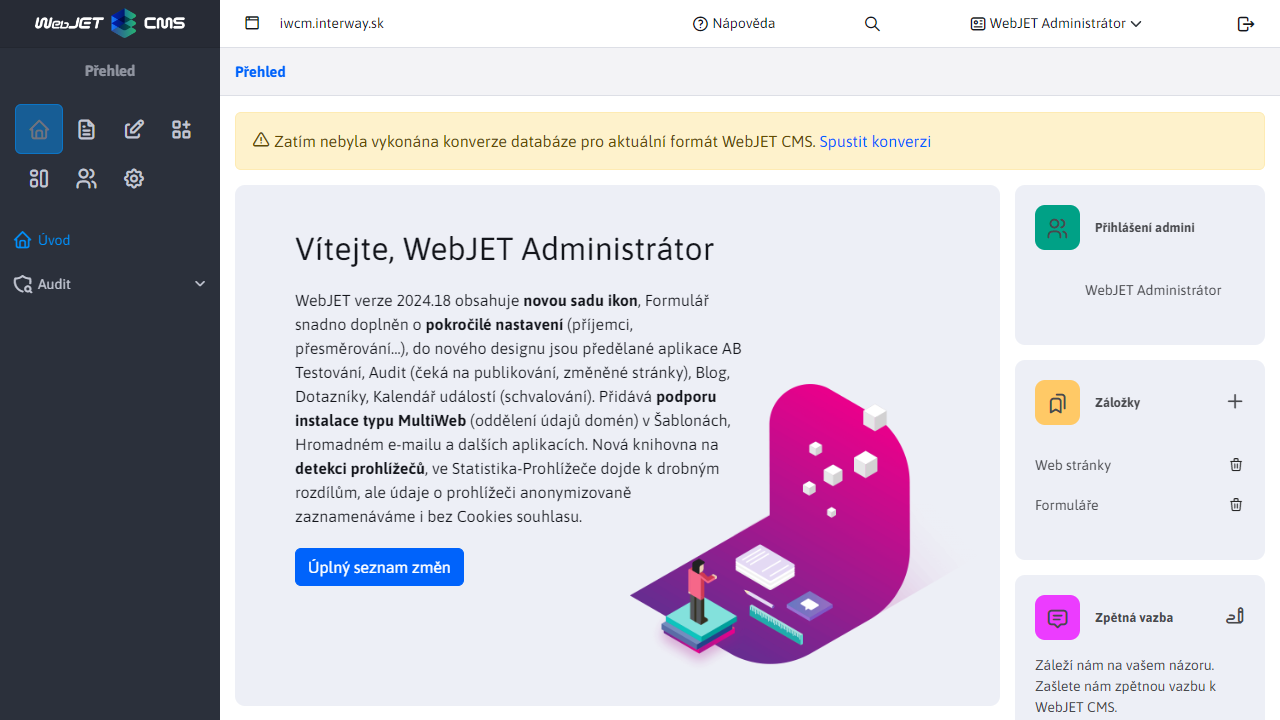 WebJET CMS
iwcm.interway.sk
Nápověda
WebJET Administrátor
Přehled
Přehled
Úvod
Audit
Zatím nebyla vykonána konverze databáze pro aktuální formát WebJET CMS. Spustit konverzi
Vítejte, WebJET Administrátor
WebJET verze 2024.18 obsahuje novou sadu ikon, Formulář
snadno doplněn o pokročilé nastavení (příjemci,
přesměrování...), do nového designu jsou předělané aplikace AB
Testování, Audit (čeká na publikování, změněné stránky), Blog,
Dotazníky, Kalendář událostí (schvalování). Přidává podporu
instalace typu MultiWeb (oddělení údajů domén) v Šablonách,
Hromadném e-mailu a dalších aplikacích. Nová knihovna na
detekci prohlížečů, ve Statistika-Prohlížeče dojde k drobným
rozdílům, ale údaje o prohlížeči anonymizovaně
zaznamenáváme i bez Cookies souhlasu.
Úplný seznam změn
Přihlášení admini
WebJET Administrátor
Záložky
Web stránky
Formuláře
Zpětná vazba
Záleží nám na vašem názoru.
Zašlete nám zpětnou vazbu k
WebJET CMS.